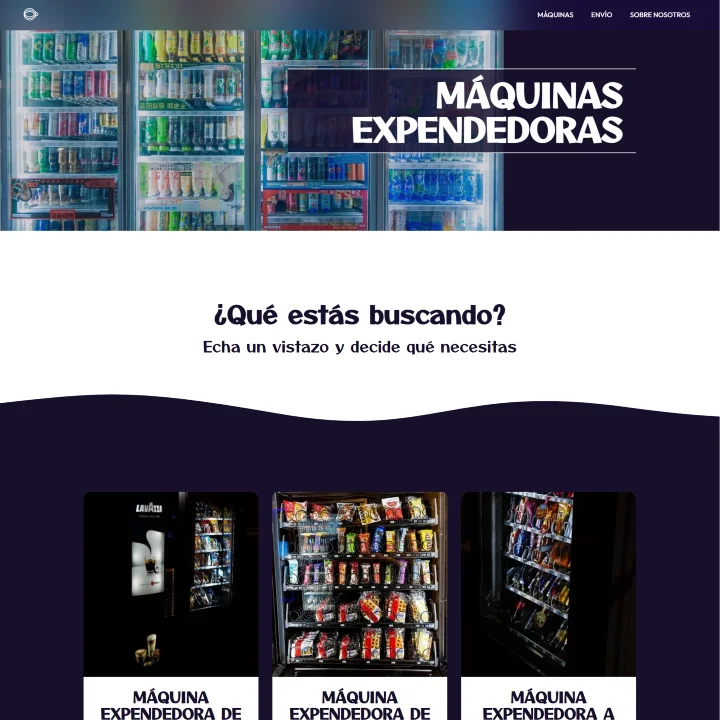 MÁQUINAS
ENVÍO
SOBRE NOSOTROS
MÁQUINAS
EXPENDEDORAS
¿Qué estás buscando?
Echa un vistazo y decide qué necesitas
LAVAZZA
MÁQUINA
EXPENDEDORA DE
MÁQUINA
EXPENDEDORA DE
MÁQUINA
EXPENDEDORA A